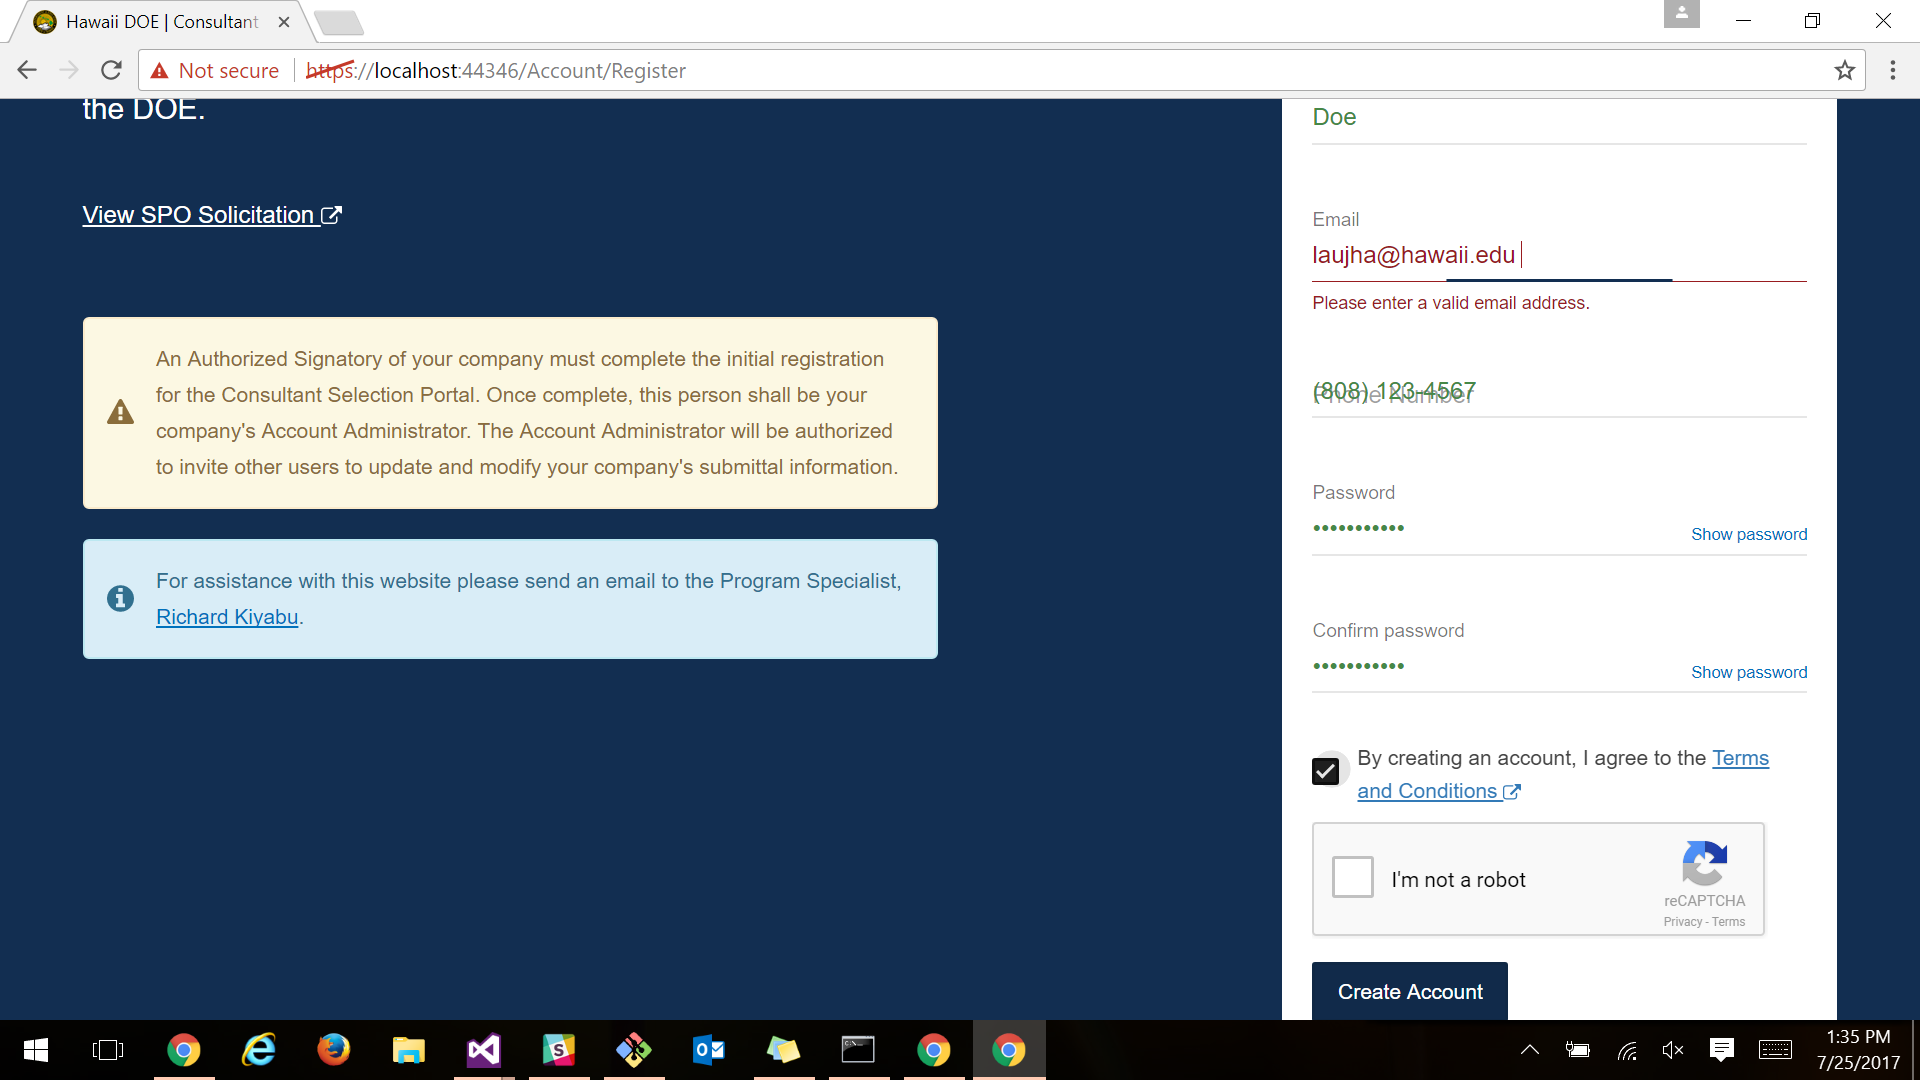 Hawaii DOE | Consultant
Not secure
https://localhost:44346/Account/Register
the DOE.
View SPO Solicitation
An Authorized Signatory of your company must complete the initial registration
for the Consultant Selection Portal. Once complete, this person shall be your
company's Account Administrator. The Account Administrator will be authorized
to invite other users to update and modify your company's submittal information.
For assistance with this website please send an email to the Program Specialist,
Richard Kiyabu.
Doe
Email
laujha@hawaii.edu
Please enter a valid email address.
(808) 123-4567
Phone Number
Password
•••••••••••
Show password
Confirm password
•••••••••••
Show password
By creating an account, I agree to the Terms
and Conditions
I'm not a robot
reCAPTCHA
Privacy - Terms
Create Account
1:35 PM
7/25/2017